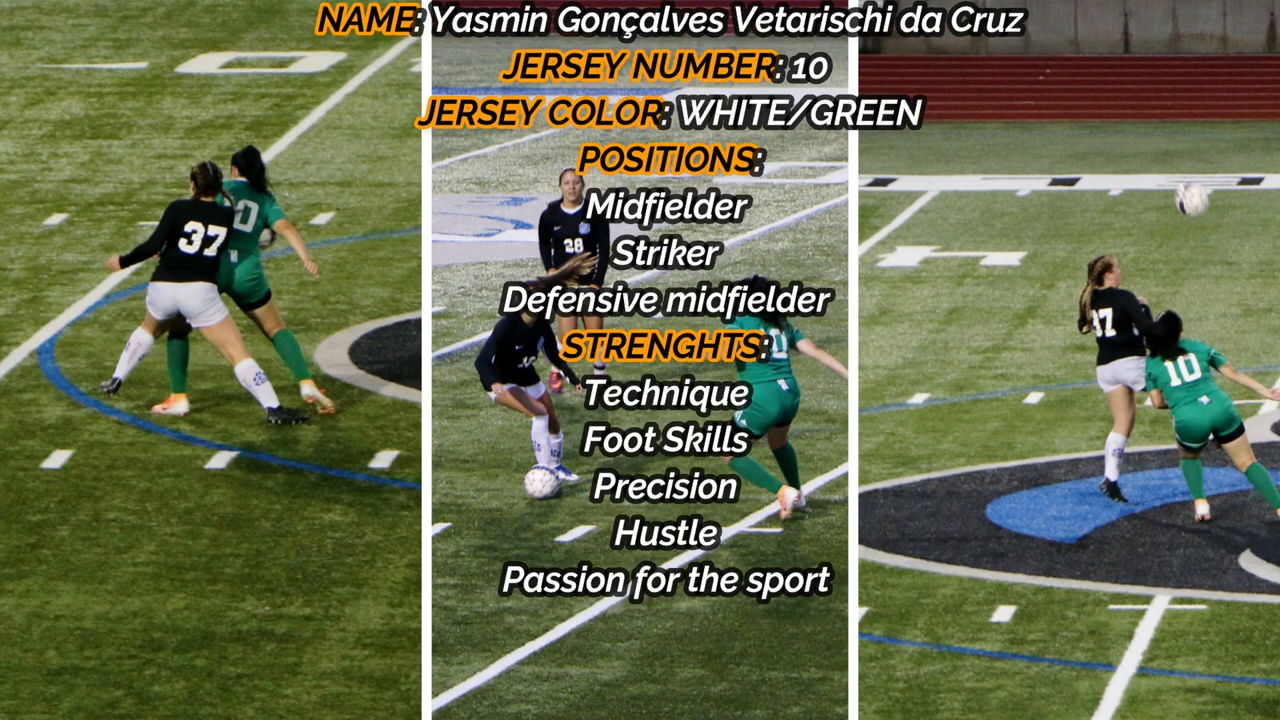 NAME: Yasmin Gonçalves Vetarischi da Cruz
JERSEY NUMBER: 10
JERSEY COLOR: WHITE/GREEN
POSITIONS:
Midfielder
Striker
Defensive midfielder
STRENGHTS:
Technique
Foot Skills
Precision
Hustle
Passion for the sport
37
28
10